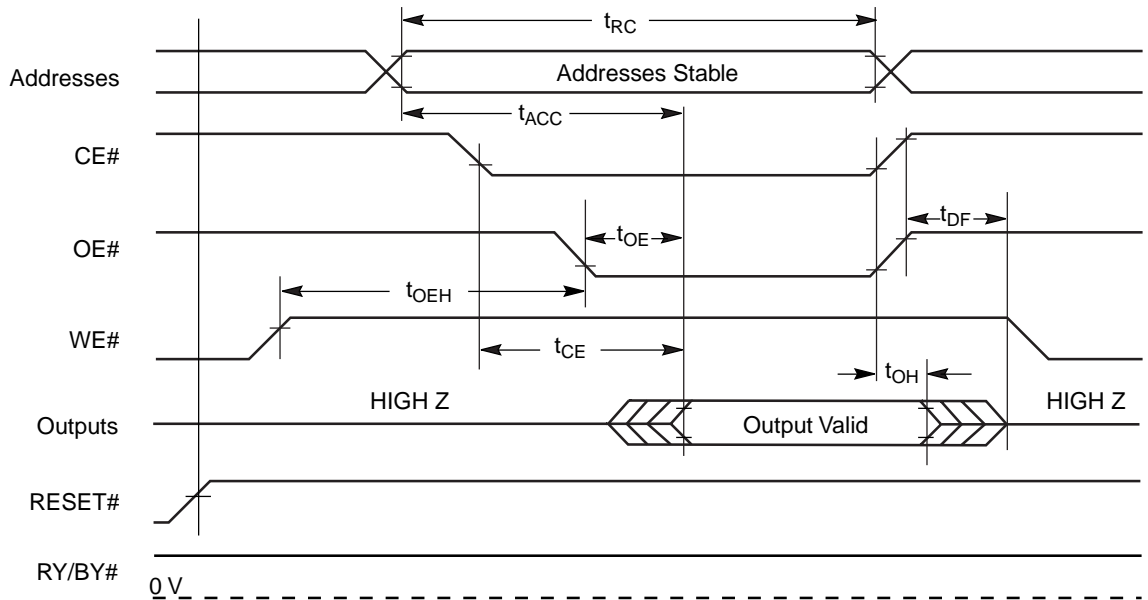 tRC
Addresses
Addresses Stable
tACC
CE#
tDF
OE#
tOE
tOEH
WE#
tCE
tOH
HIGH Z
HIGH Z
Outputs
Output Valid
RESET#
RY/BY#
0 V